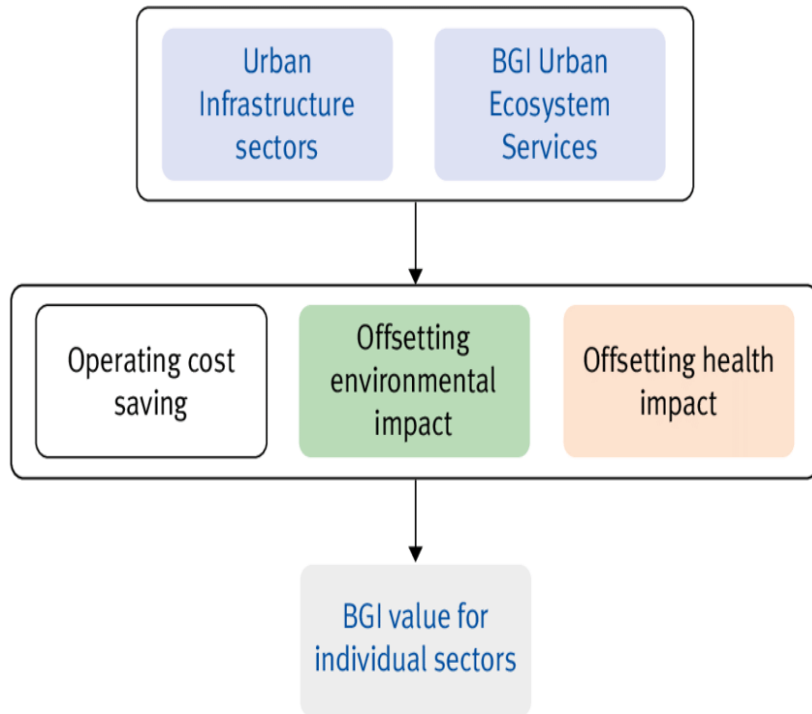 Urban
Infrastructure
sectors
BGI Urban
Ecosystem
Services
Operating cost
saving
Offsetting
environmental
impact
Offsetting health
impact
BGI value for
individual sectors